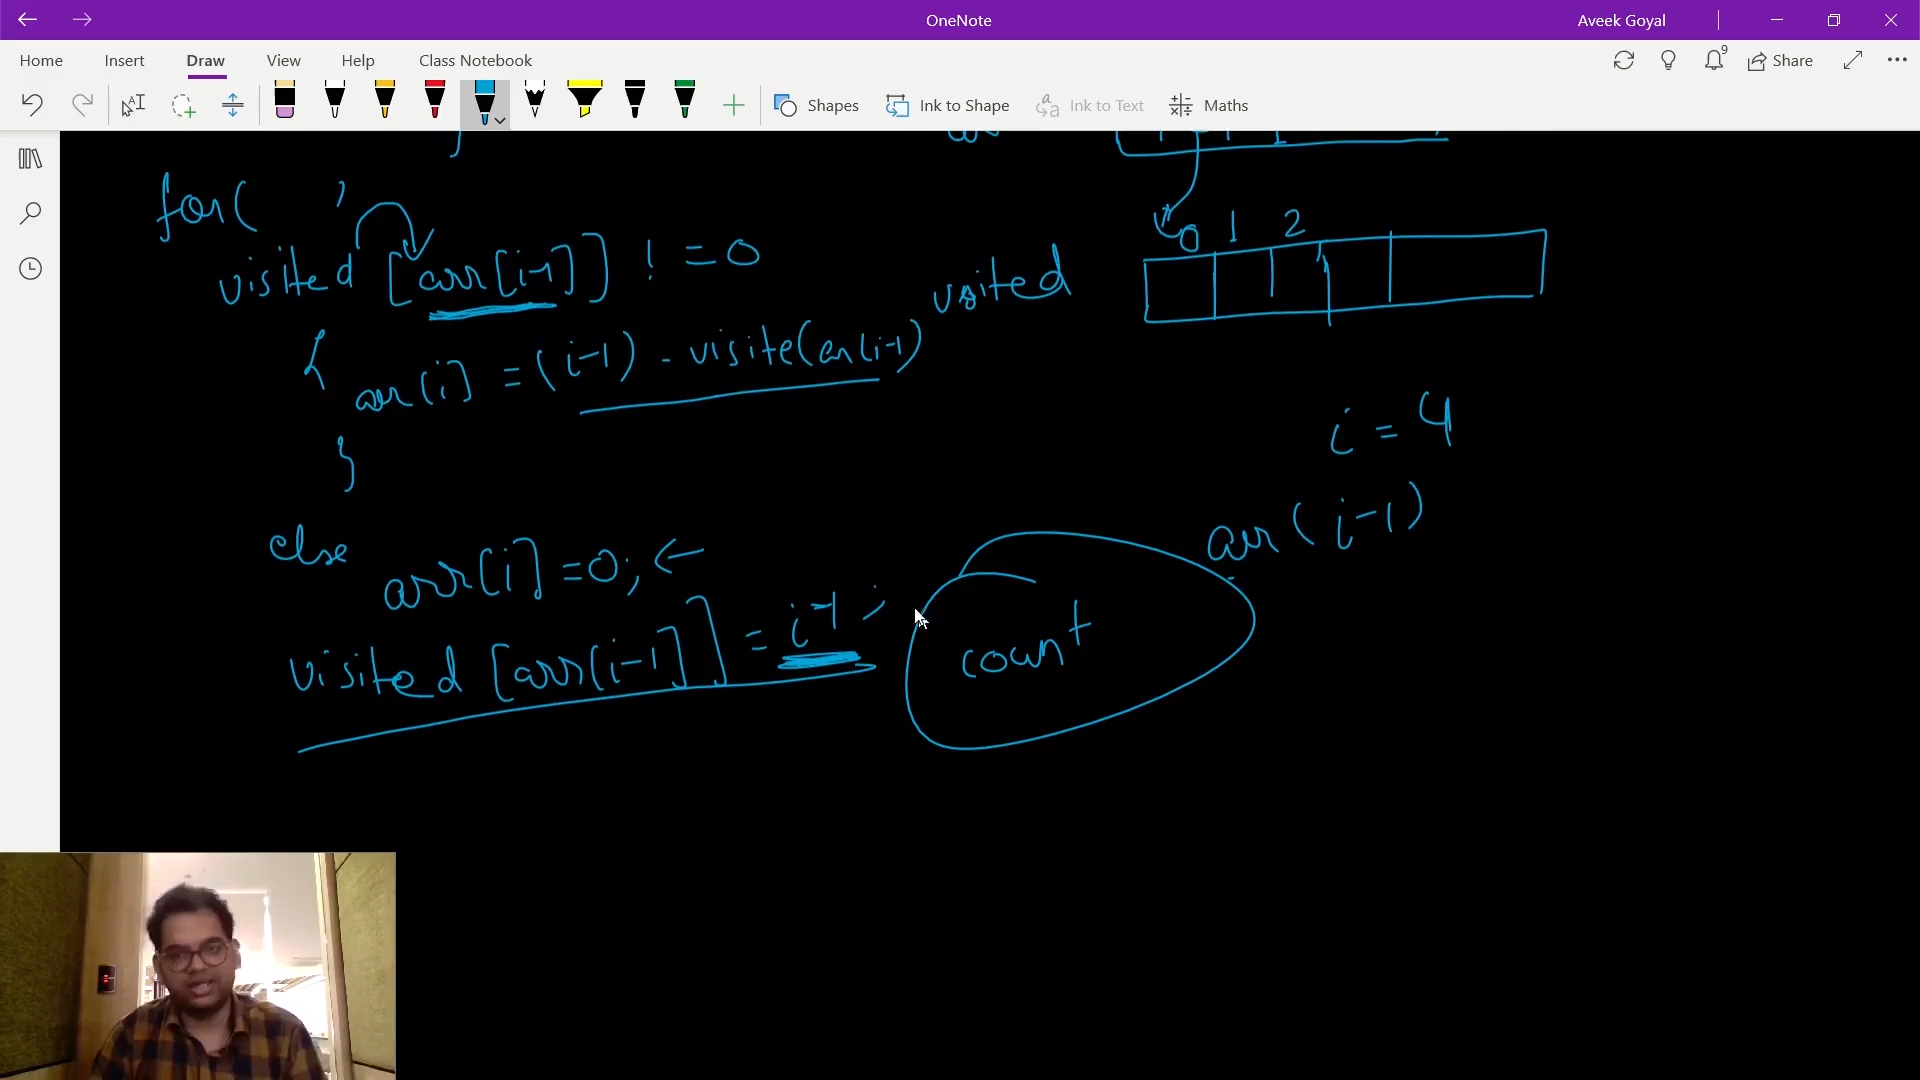 OneNote
Aveek Goyal
Home Insert Draw View Help Class Notebook
9
Share
Shapes Ink to Shape Ink to Text Maths
for(
0 1 2
visited [arr[i-1]] ! = 0
visited
{
arr[i] = (i-1) - visite(arr[i-1)
}
i = 4
arr(i-1)
else
arr[i] = 0; ←
visited [arr[i-1]] = i-1;
count